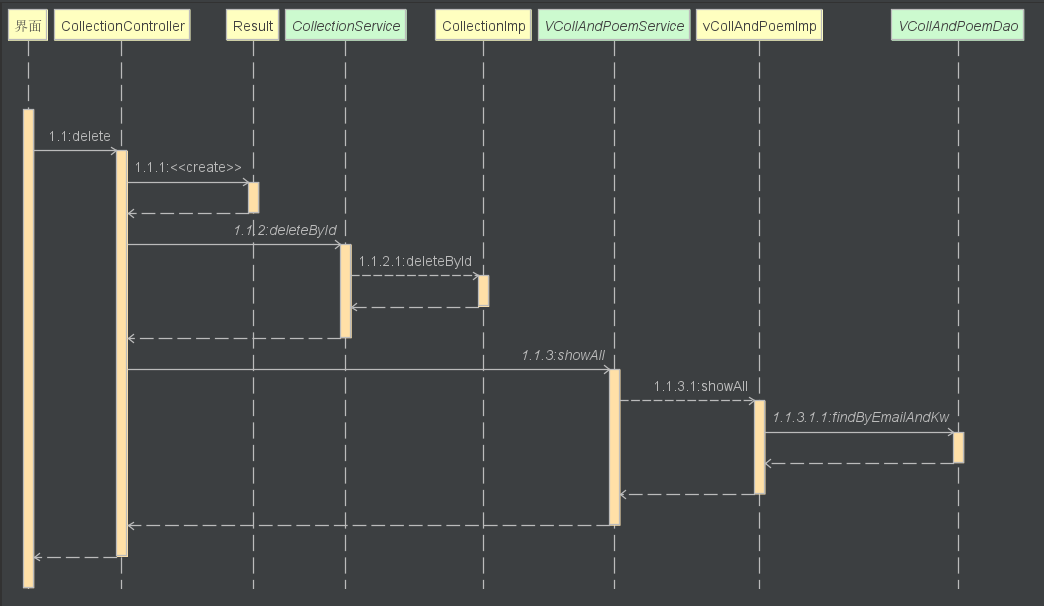 界面
CollectionController
Result
CollectionService
CollectionImp
VCollAndPoemService
vCollAndPoemImp
VCollAndPoemDao
1.1:delete
1.1.1:<<create>>
1.1.2:deleteById
1.1.2.1:deleteById
1.1.3:showAll
1.1.3.1:showAll
1.1.3.1.1:findByEmailAndKw